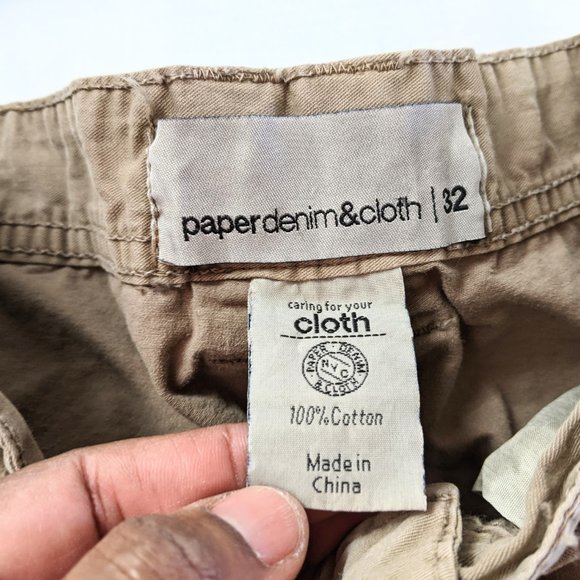 paperdenim&cloth | 32
caring for your
cloth
PAPER DENIM
NYC
& CLOTH
100% Cotton
Made in
China